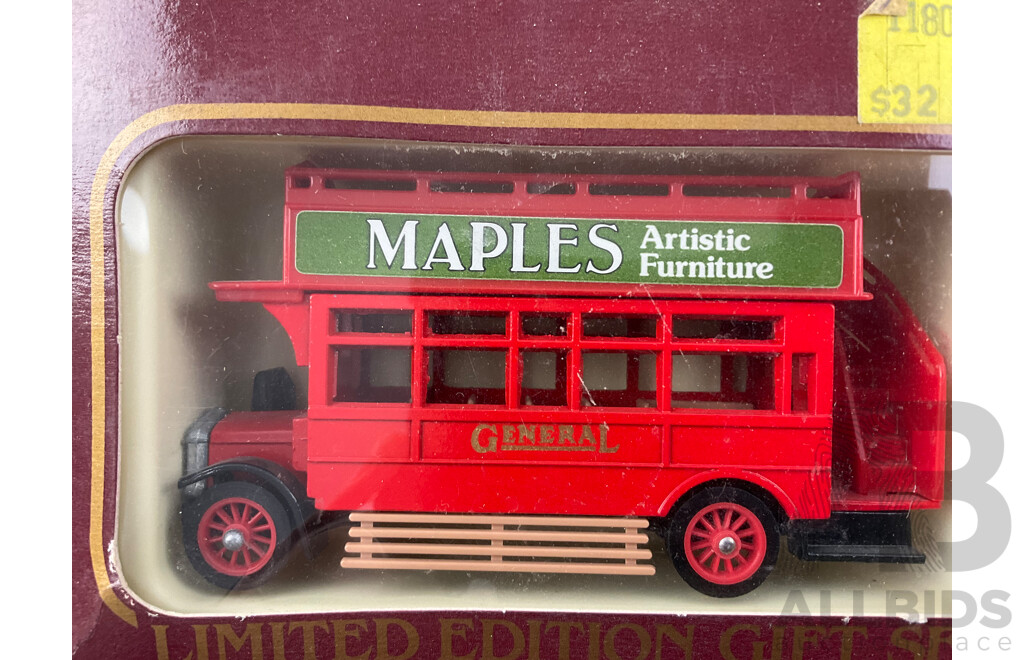 1180
$32
MAPLES Artistic
Furniture
GENERAL
LIMITED EDITION GIFT SE
ALLBIDS